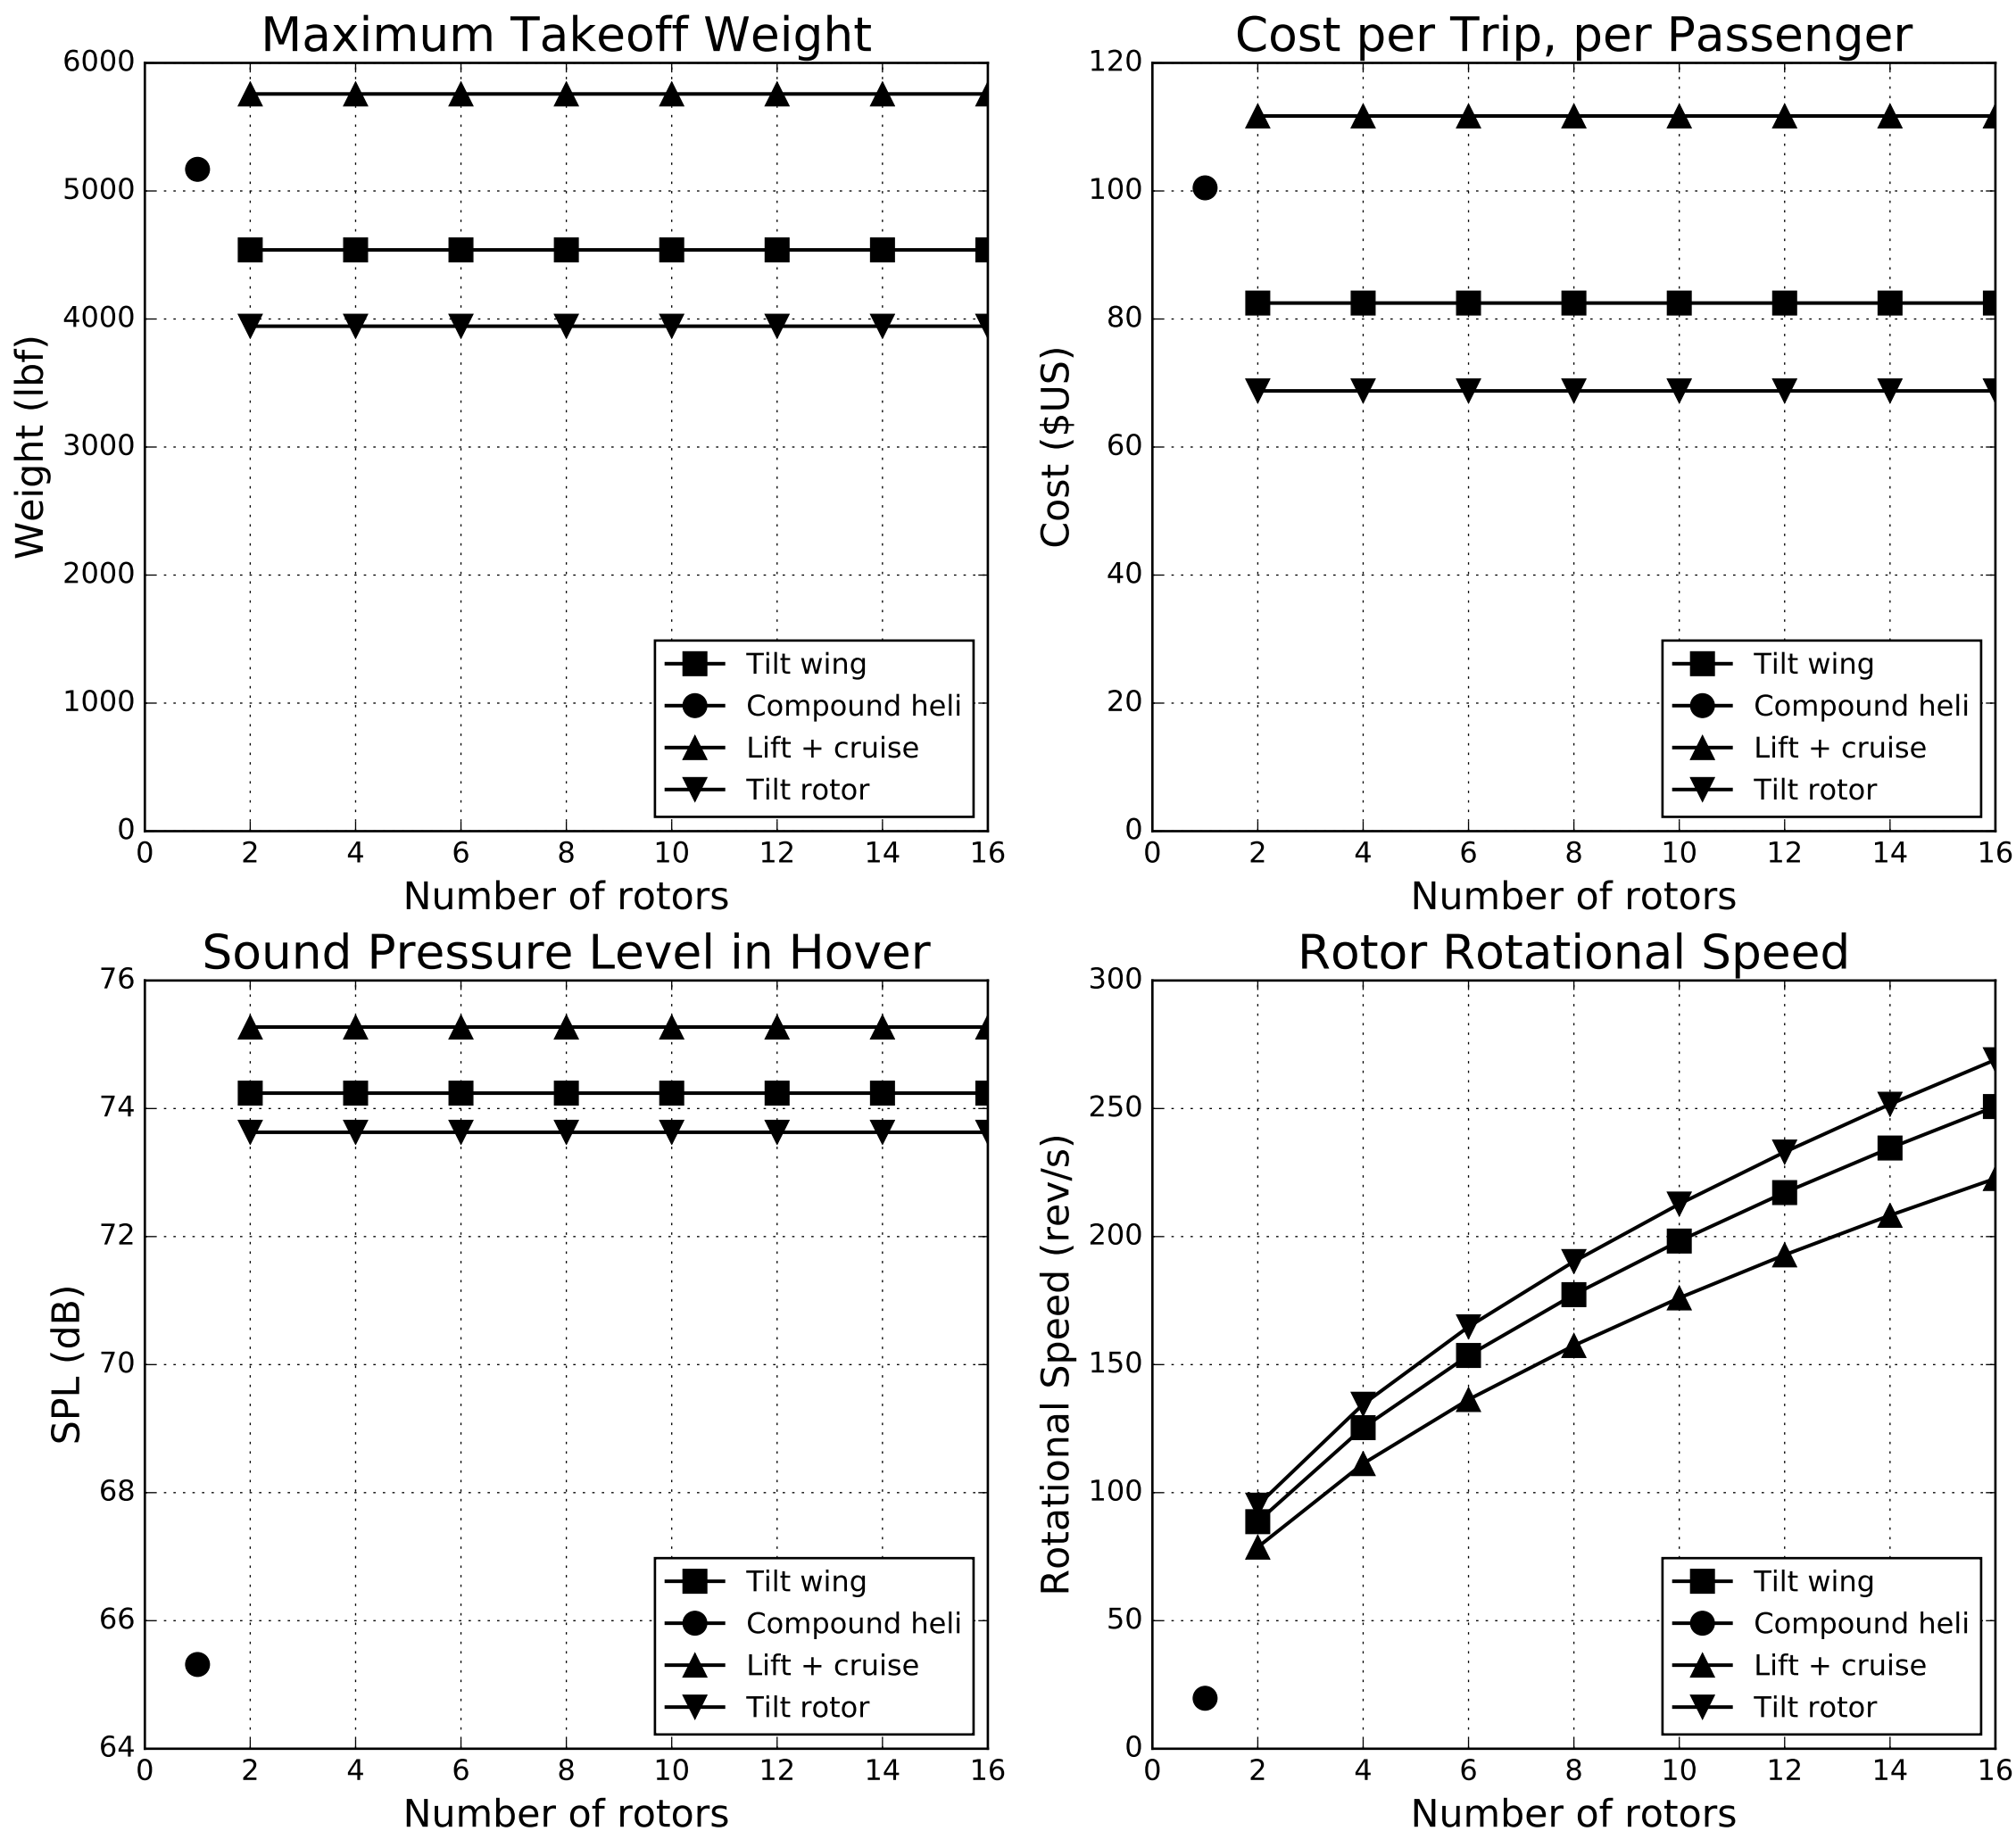 Maximum Takeoff Weight
6000
5000
4000
3000
2000
1000
0
Weight (lbf)
Tilt wing
Compound heli
Lift + cruise
Tilt rotor
0 2 4 6 8 10 12 14 16
Number of rotors
Cost per Trip, per Passenger
120
100
80
60
40
20
0
Cost ($US)
Tilt wing
Compound heli
Lift + cruise
Tilt rotor
0 2 4 6 8 10 12 14 16
Number of rotors
Sound Pressure Level in Hover
76
74
72
70
68
66
64
SPL (dB)
Tilt wing
Compound heli
Lift + cruise
Tilt rotor
0 2 4 6 8 10 12 14 16
Number of rotors
Rotor Rotational Speed
300
250
200
150
100
50
0
Rotational Speed (rev/s)
Tilt wing
Compound heli
Lift + cruise
Tilt rotor
0 2 4 6 8 10 12 14 16
Number of rotors